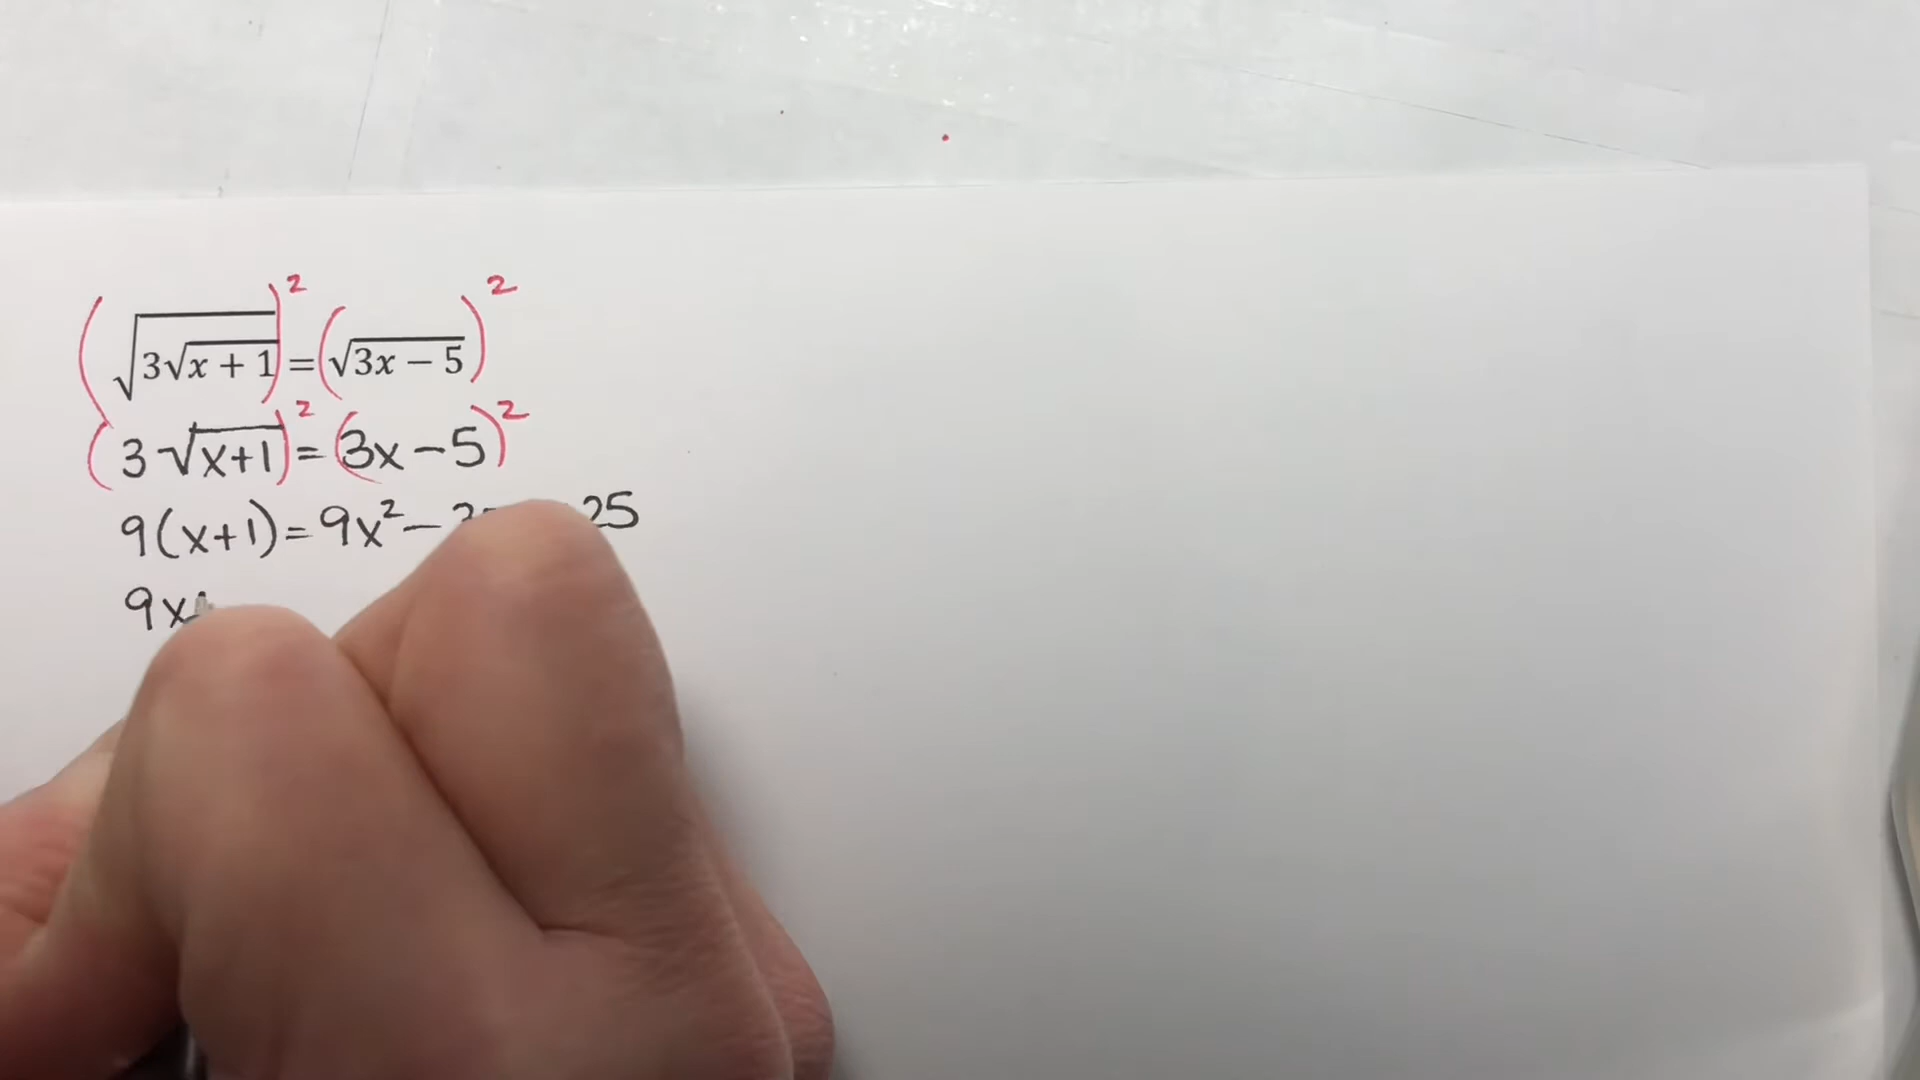 (√(3√(x + 1)))² = (√(3x − 5))²
(3√(x+1))² = (3x − 5)²
9(x+1) = 9x² − 25
9x